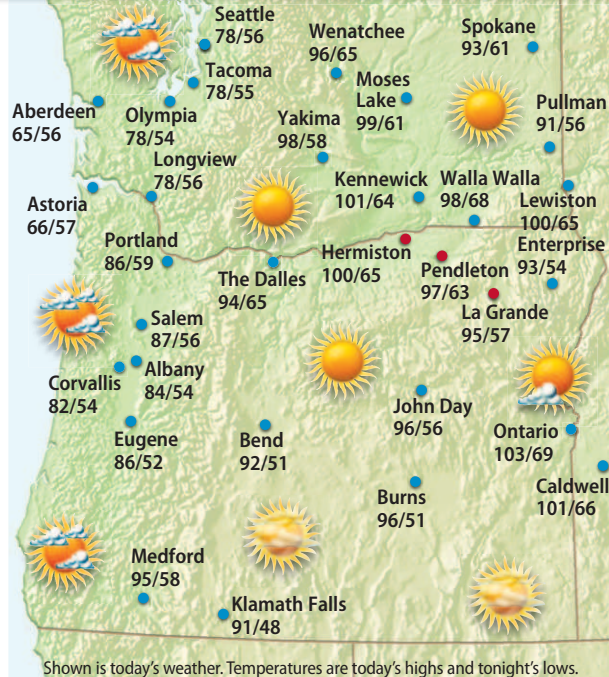 Seattle
78/56
Wenatchee
96/65
Spokane
93/61
Tacoma
78/55
Moses
Lake
99/61
Aberdeen
65/56
Olympia
78/54
Yakima
98/58
Pullman
91/56
Longview
78/56
Kennewick
101/64
Walla Walla
98/68
Lewiston
100/65
Astoria
66/57
Portland
86/59
The Dalles
94/65
Hermiston
100/65
Pendleton
97/63
Enterprise
93/54
La Grande
95/57
Salem
87/56
Albany
84/54
Corvallis
82/54
Eugene
86/52
Bend
92/51
John Day
96/56
Ontario
103/69
Burns
96/51
Caldwell
101/66
Medford
95/58
Klamath Falls
91/48
Shown is today's weather. Temperatures are today's highs and tonight's lows.